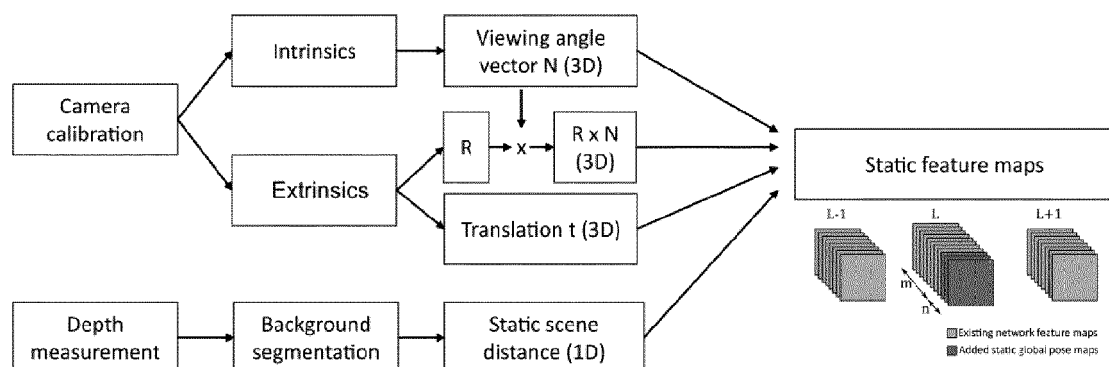 Camera
calibration
Intrinsics
Viewing angle
vector N (3D)
R
x
R x N
(3D)
Extrinsics
Translation t (3D)
Depth
measurement
Background
segmentation
Static scene
distance (1D)
Static feature maps
L-1
L
L+1
m
n
Existing network feature maps
Added static global pose maps